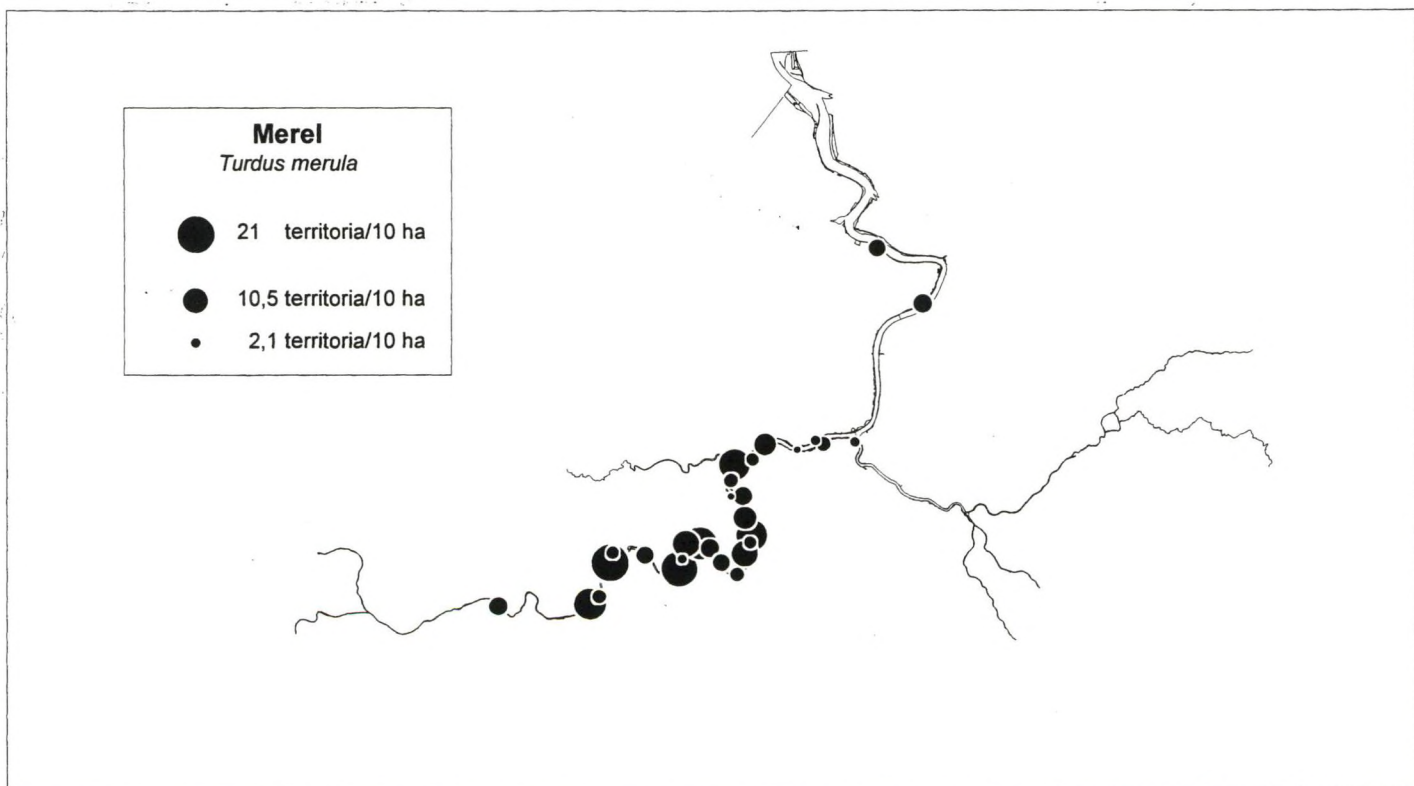 Merel
Turdus merula
21 territoria/10 ha
10,5 territoria/10 ha
2,1 territoria/10 ha